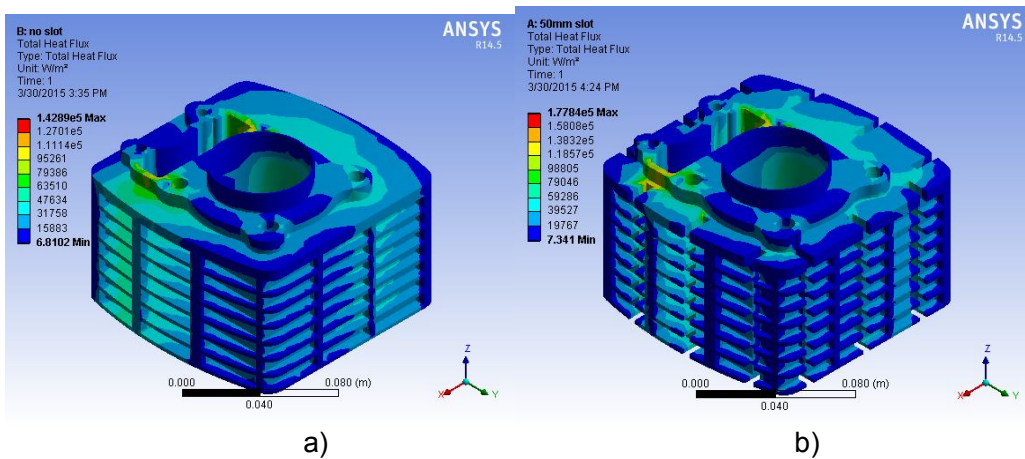 B: no slot
Total Heat Flux
Type: Total Heat Flux
Unit: W/m²
Time: 1
3/30/2015 3:35 PM
1.4289e5 Max
1.2701e5
1.1114e5
95261
79386
63510
47634
31758
15883
6.8102 Min
ANSYS
R14.5
0.000
0.080 (m)
0.040
Z
X
Y
a)
A: 50mm slot
Total Heat Flux
Type: Total Heat Flux
Unit: W/m²
Time: 1
3/30/2015 4:24 PM
1.7784e5 Max
1.5808e5
1.3832e5
1.1857e5
98805
79046
59286
39527
19767
7.341 Min
ANSYS
R14.5
0.000
0.080 (m)
0.040
Z
X
Y
b)